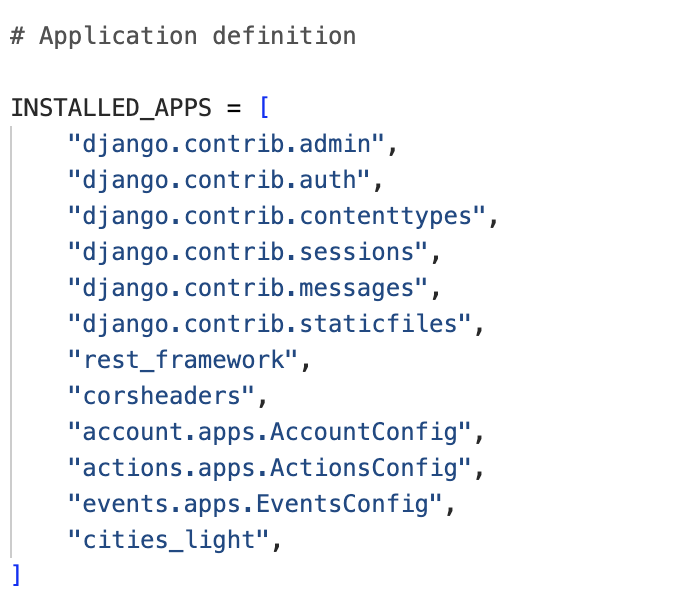 # Application definition
INSTALLED_APPS = [
"django.contrib.admin",
"django.contrib.auth",
"django.contrib.contenttypes",
"django.contrib.sessions",
"django.contrib.messages",
"django.contrib.staticfiles",
"rest_framework",
"corsheaders",
"account.apps.AccountConfig",
"actions.apps.ActionsConfig",
"events.apps.EventsConfig",
"cities_light",
]